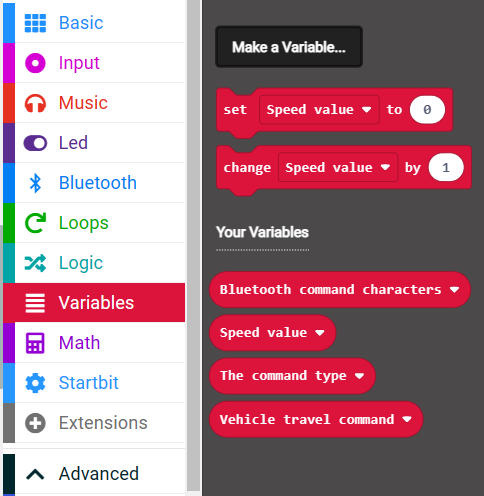 Basic
Input
Music
Led
Bluetooth
Loops
Logic
Variables
Math
Startbit
Extensions
Advanced
Make a Variable...
set Speed value to 0
change Speed value by 1
Your Variables
Bluetooth command characters
Speed value
The command type
Vehicle travel command